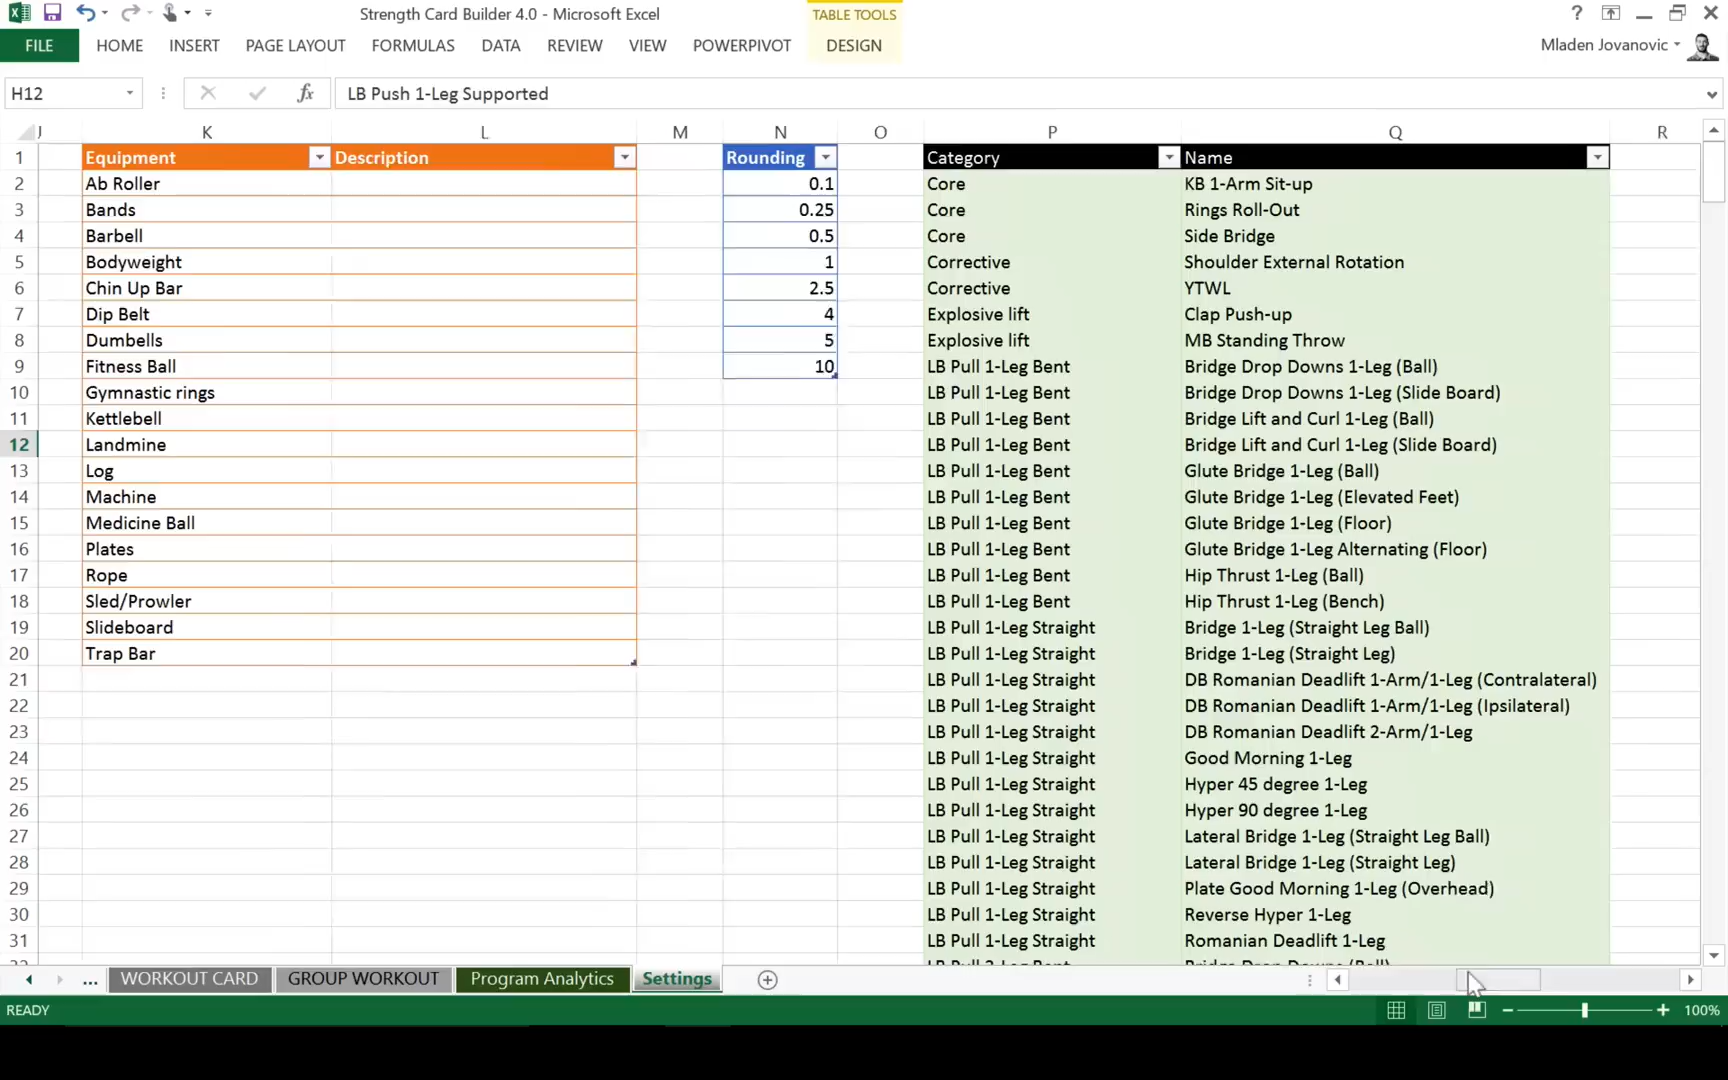 Strength Card Builder 4.0 - Microsoft Excel
TABLE TOOLS
FILE HOME INSERT PAGE LAYOUT FORMULAS DATA REVIEW VIEW POWERPIVOT DESIGN Mladen Jovanovic
H12 fx LB Push 1-Leg Supported
J K L M N O P Q R
1 Equipment Description Rounding Category Name
2 Ab Roller 0.1 Core KB 1-Arm Sit-up
3 Bands 0.25 Core Rings Roll-Out
4 Barbell 0.5 Core Side Bridge
5 Bodyweight 1 Corrective Shoulder External Rotation
6 Chin Up Bar 2.5 Corrective YTWL
7 Dip Belt 4 Explosive lift Clap Push-up
8 Dumbells 5 Explosive lift MB Standing Throw
9 Fitness Ball 10 LB Pull 1-Leg Bent Bridge Drop Downs 1-Leg (Ball)
10 Gymnastic rings LB Pull 1-Leg Bent Bridge Drop Downs 1-Leg (Slide Board)
11 Kettlebell LB Pull 1-Leg Bent Bridge Lift and Curl 1-Leg (Ball)
12 Landmine LB Pull 1-Leg Bent Bridge Lift and Curl 1-Leg (Slide Board)
13 Log LB Pull 1-Leg Bent Glute Bridge 1-Leg (Ball)
14 Machine LB Pull 1-Leg Bent Glute Bridge 1-Leg (Elevated Feet)
15 Medicine Ball LB Pull 1-Leg Bent Glute Bridge 1-Leg (Floor)
16 Plates LB Pull 1-Leg Bent Glute Bridge 1-Leg Alternating (Floor)
17 Rope LB Pull 1-Leg Bent Hip Thrust 1-Leg (Ball)
18 Sled/Prowler LB Pull 1-Leg Bent Hip Thrust 1-Leg (Bench)
19 Slideboard LB Pull 1-Leg Straight Bridge 1-Leg (Straight Leg Ball)
20 Trap Bar LB Pull 1-Leg Straight Bridge 1-Leg (Straight Leg)
21 LB Pull 1-Leg Straight DB Romanian Deadlift 1-Arm/1-Leg (Contralateral)
22 LB Pull 1-Leg Straight DB Romanian Deadlift 1-Arm/1-Leg (Ipsilateral)
23 LB Pull 1-Leg Straight DB Romanian Deadlift 2-Arm/1-Leg
24 LB Pull 1-Leg Straight Good Morning 1-Leg
25 LB Pull 1-Leg Straight Hyper 45 degree 1-Leg
26 LB Pull 1-Leg Straight Hyper 90 degree 1-Leg
27 LB Pull 1-Leg Straight Lateral Bridge 1-Leg (Straight Leg Ball)
28 LB Pull 1-Leg Straight Lateral Bridge 1-Leg (Straight Leg)
29 LB Pull 1-Leg Straight Plate Good Morning 1-Leg (Overhead)
30 LB Pull 1-Leg Straight Reverse Hyper 1-Leg
31 LB Pull 1-Leg Straight Romanian Deadlift 1-Leg
... WORKOUT CARD GROUP WORKOUT Program Analytics Settings
READY 100%